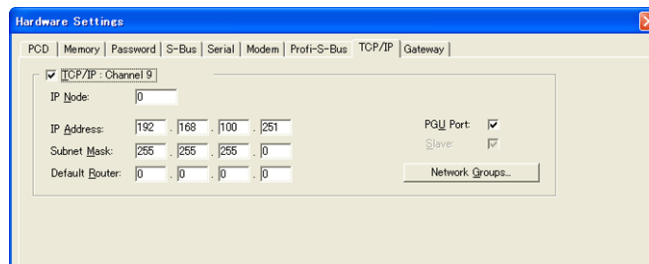 Hardware Settings
PCD Memory Password S-Bus Serial Modem Profi-S-Bus TCP/IP Gateway
TCP/IP : Channel 9
IP Node: 0
IP Address: 192 . 168 . 100 . 251 PGU Port:
Subnet Mask: 255 . 255 . 255 . 0 Slave:
Default Router: 0 . 0 . 0 . 0 Network Groups...